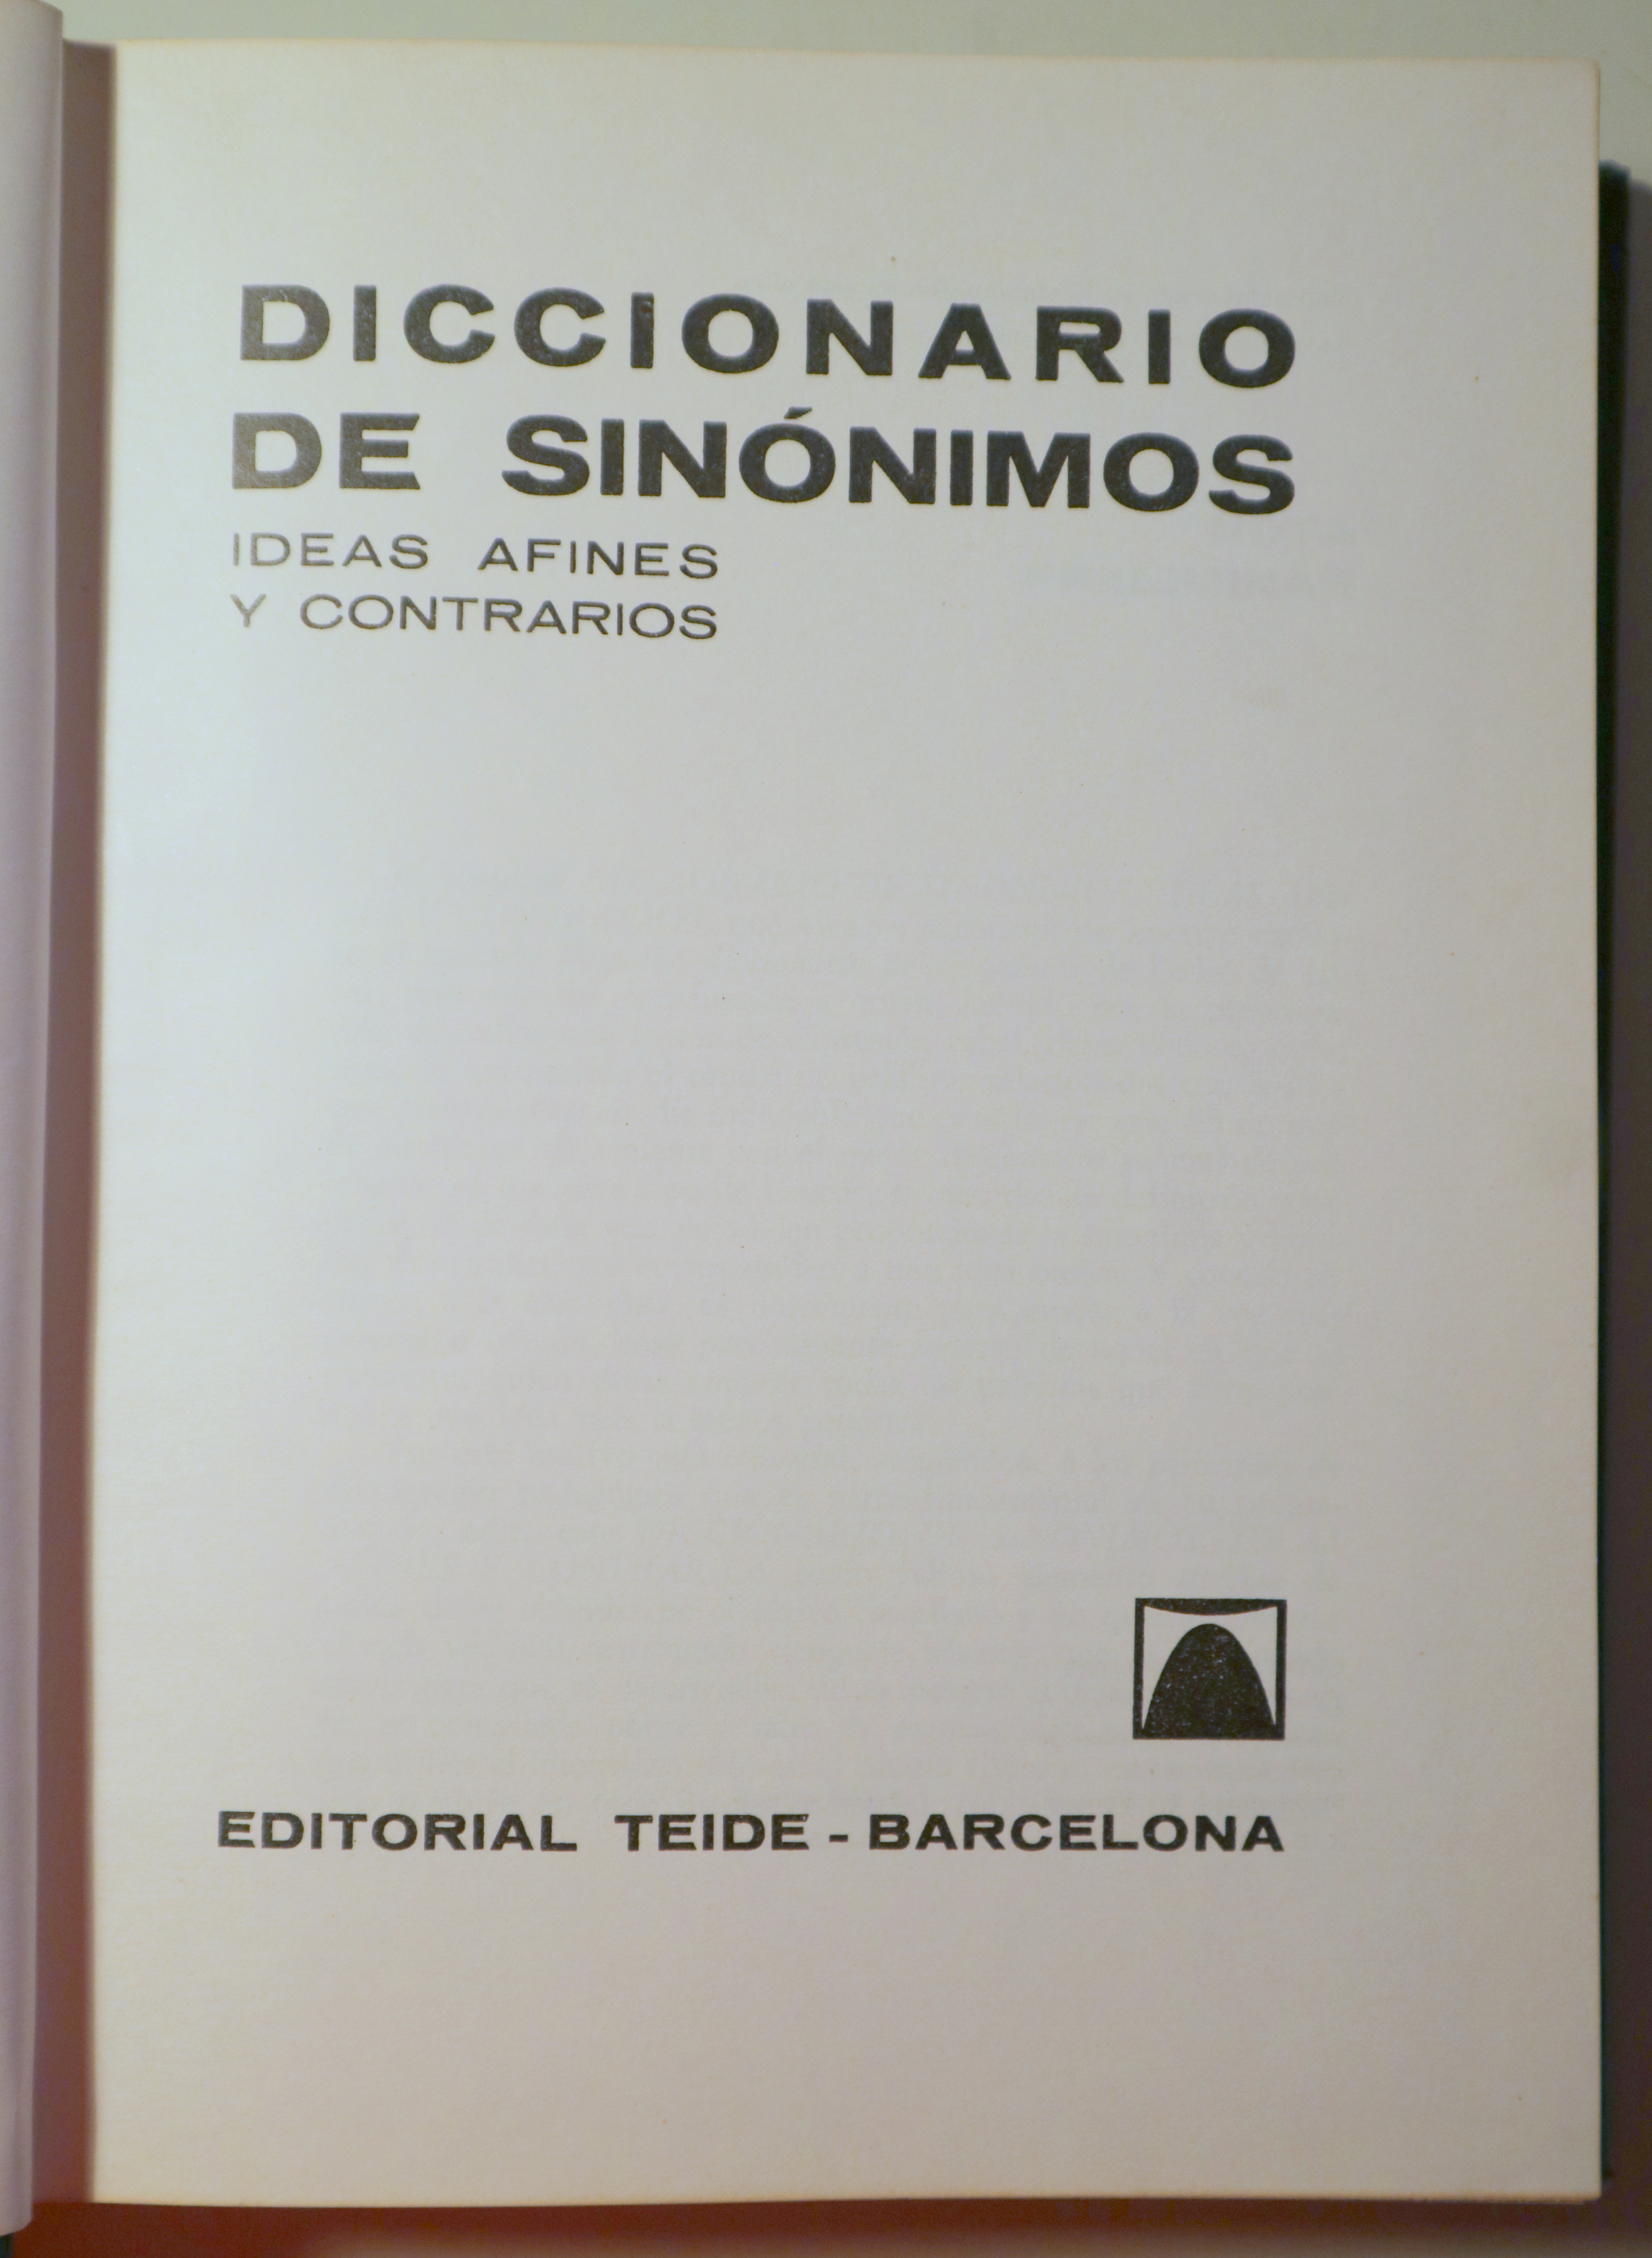 DICCIONARIO
DE SINÓNIMOS
IDEAS AFINES
Y CONTRARIOS
EDITORIAL TEIDE - BARCELONA